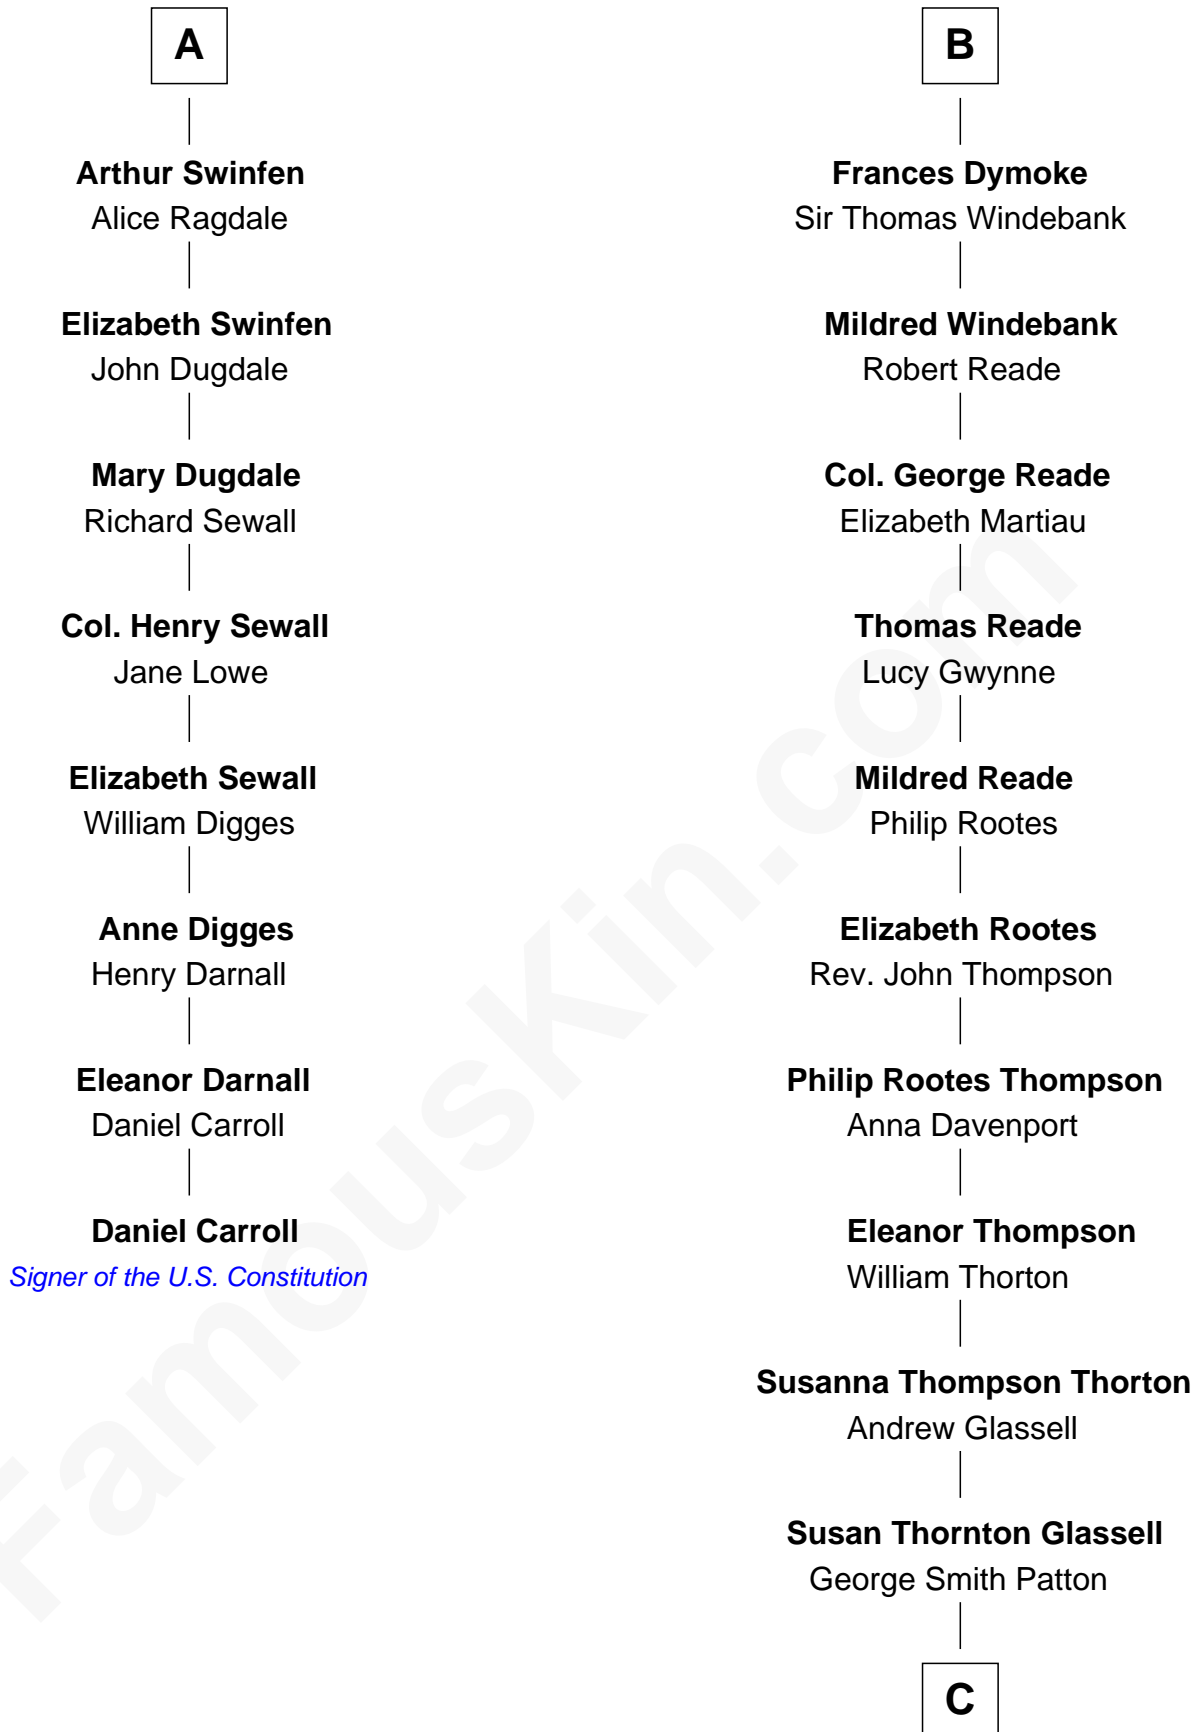 A
Arthur Swinfen
Alice Ragdale
Elizabeth Swinfen
John Dugdale
Mary Dugdale
Richard Sewall
Col. Henry Sewall
Jane Lowe
Elizabeth Sewall
William Digges
Anne Digges
Henry Darnall
Eleanor Darnall
Daniel Carroll
Daniel Carroll
Signer of the U.S. Constitution
B
Frances Dymoke
Sir Thomas Windebank
Mildred Windebank
Robert Reade
Col. George Reade
Elizabeth Martiau
Thomas Reade
Lucy Gwynne
Mildred Reade
Philip Rootes
Elizabeth Rootes
Rev. John Thompson
Philip Rootes Thompson
Anna Davenport
Eleanor Thompson
William Thorton
Susanna Thompson Thorton
Andrew Glassell
Susan Thornton Glassell
George Smith Patton
C
FamousKin.com